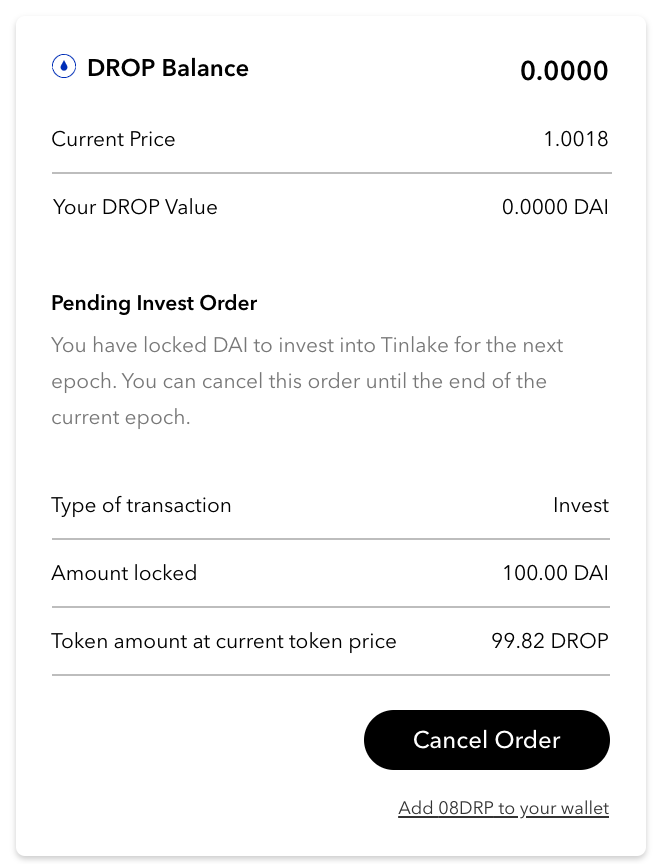 DROP Balance 0.0000
Current Price 1.0018
Your DROP Value 0.0000 DAI
Pending Invest Order
You have locked DAI to invest into Tinlake for the next
epoch. You can cancel this order until the end of the
current epoch.
Type of transaction Invest
Amount locked 100.00 DAI
Token amount at current token price 99.82 DROP
Cancel Order
Add 08DRP to your wallet